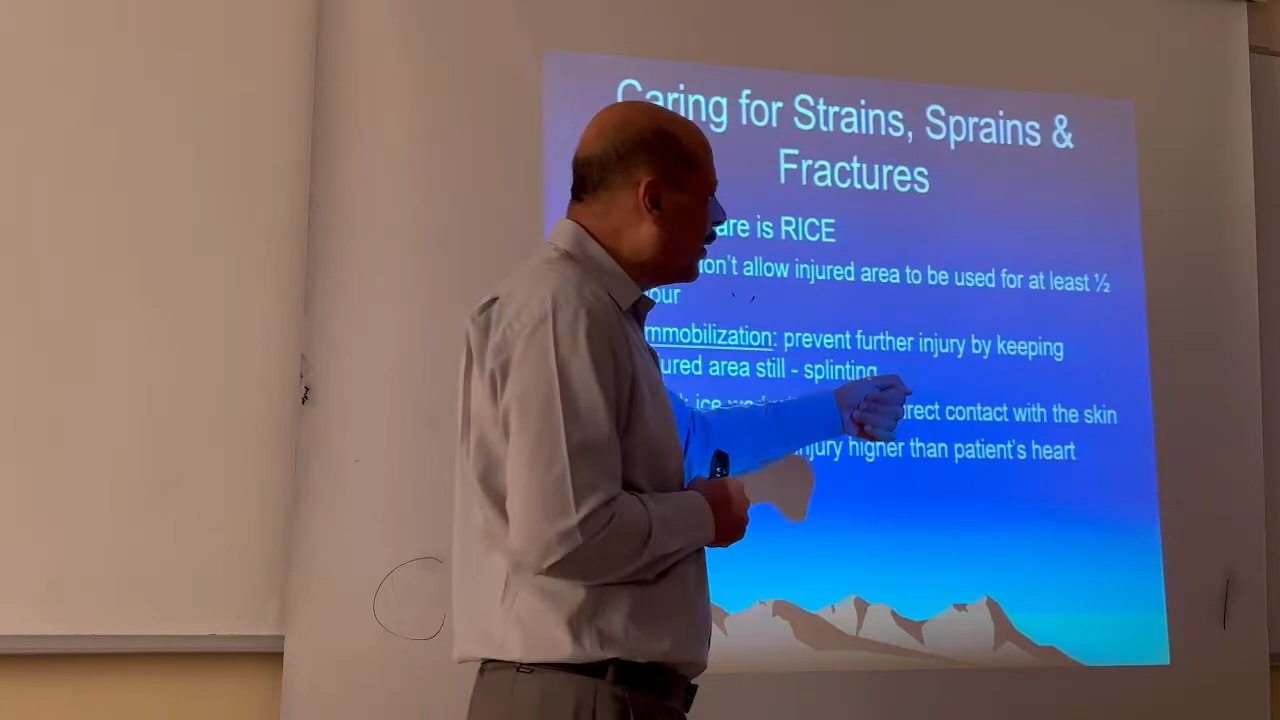 Caring for Strains, Sprains &
Fractures
are is RICE
on't allow injured area to be used for at least ½
our
mmobilization: prevent further injury by keeping
ured area still - splinting
ice
rect contact with the skin
njury higher than patient's heart